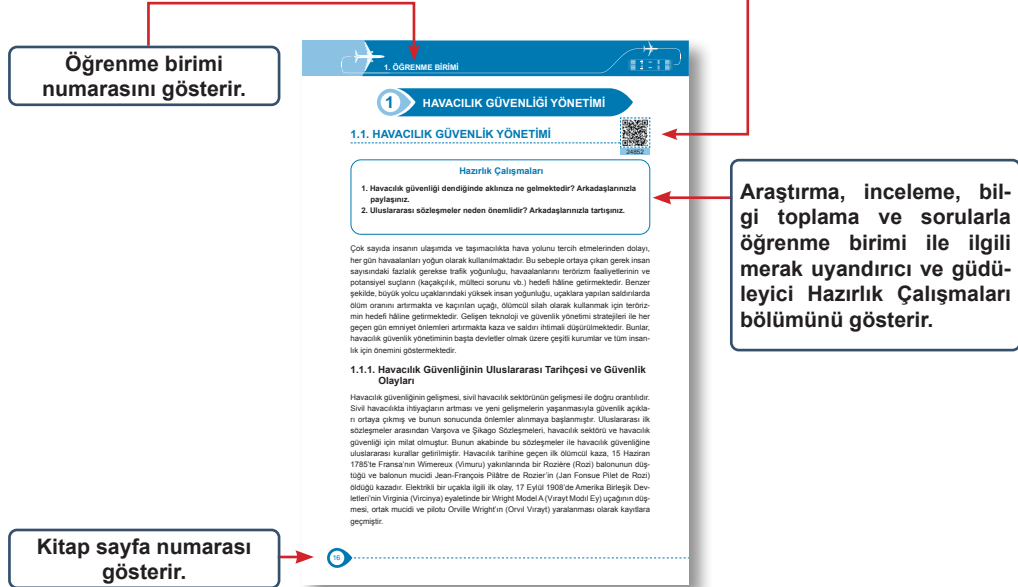 Öğrenme birimi
numarasını gösterir.
1. ÖĞRENME BİRİMİ
1
HAVACILIK GÜVENLİĞİ YÖNETİMİ
1.1. HAVACILIK GÜVENLİK YÖNETİMİ
24852
Hazırlık Çalışmaları
1. Havacılık güvenliği dendiğinde aklınıza ne gelmektedir? Arkadaşlarınızla
paylaşınız.
2. Uluslararası sözleşmeler neden önemlidir? Arkadaşlarınızla tartışınız.
Araştırma, inceleme, bil-
gi toplama ve sorularla
öğrenme birimi ile ilgili
merak uyandırıcı ve güdü-
leyici Hazırlık Çalışmaları
bölümünü gösterir.
Çok sayıda insanın ulaşımda ve taşımacılıkta hava yolunu tercih etmelerinden dolayı,
her gün havaalanları yoğun olarak kullanılmaktadır. Bu sebeple ortaya çıkan gerek insan
sayısındaki fazlalık gerekse trafik yoğunluğu, havaalanlarını terörizm faaliyetlerinin ve
potansiyel suçların (kaçakçılık, mülteci sorunu vb.) hedefi hâline getirmektedir. Benzer
şekilde, büyük yolcu uçaklarındaki yüksek insan yoğunluğu, uçaklara yapılan saldırılarda
ölüm oranını artırmakta ve kaçırılan uçağı, ölümcül silah olarak kullanmak için teröriz-
min hedefi hâline getirmektedir. Gelişen teknoloji ve güvenlik yönetimi stratejileri ile her
geçen gün emniyet önlemleri artırmakta kaza ve saldırı ihtimali düşürülmektedir. Bunlar,
havacılık güvenlik yönetiminin başta devletler olmak üzere çeşitli kurumlar ve tüm insan-
lık için önemini göstermektedir.
1.1.1. Havacılık Güvenliğinin Uluslararası Tarihçesi ve Güvenlik
Olayları
Havacılık güvenliğinin gelişmesi, sivil havacılık sektörünün gelişmesi ile doğru orantılıdır.
Sivil havacılıkta ihtiyaçların artması ve yeni gelişmelerin yaşanmasıyla güvenlik açıkla-
rı ortaya çıkmış ve bunun sonucunda önlemler alınmaya başlanmıştır. Uluslararası ilk
sözleşmeler arasından Varşova ve Şikago Sözleşmeleri, havacılık sektörü ve havacılık
güvenliği için milat olmuştur. Bunun akabinde bu sözleşmeler ile havacılık güvenliğine
uluslararası kurallar getirilmiştir. Havacılık tarihine geçen ilk ölümcül kaza, 15 Haziran
1785'te Fransa'nın Wimereux (Vimuru) yakınlarında bir Rozière (Rozi) balonunun düş-
tüğü ve balonun mucidi Jean-François Pilâtre de Rozier'in (Jan Fonsue Pilet de Rozi)
öldüğü kazadır. Elektrikli bir uçakla ilgili ilk olay, 17 Eylül 1908'de Amerika Birleşik Dev-
letleri'nin Virginia (Vircinya) eyaletinde bir Wright Model A (Vırayt Modıl Ey) uçağının düş-
mesi, ortak mucidi ve pilotu Orville Wright'ın (Orvıl Vırayt) yaralanması olarak kayıtlara
geçmiştir.
Kitap sayfa numarası
gösterir.
16